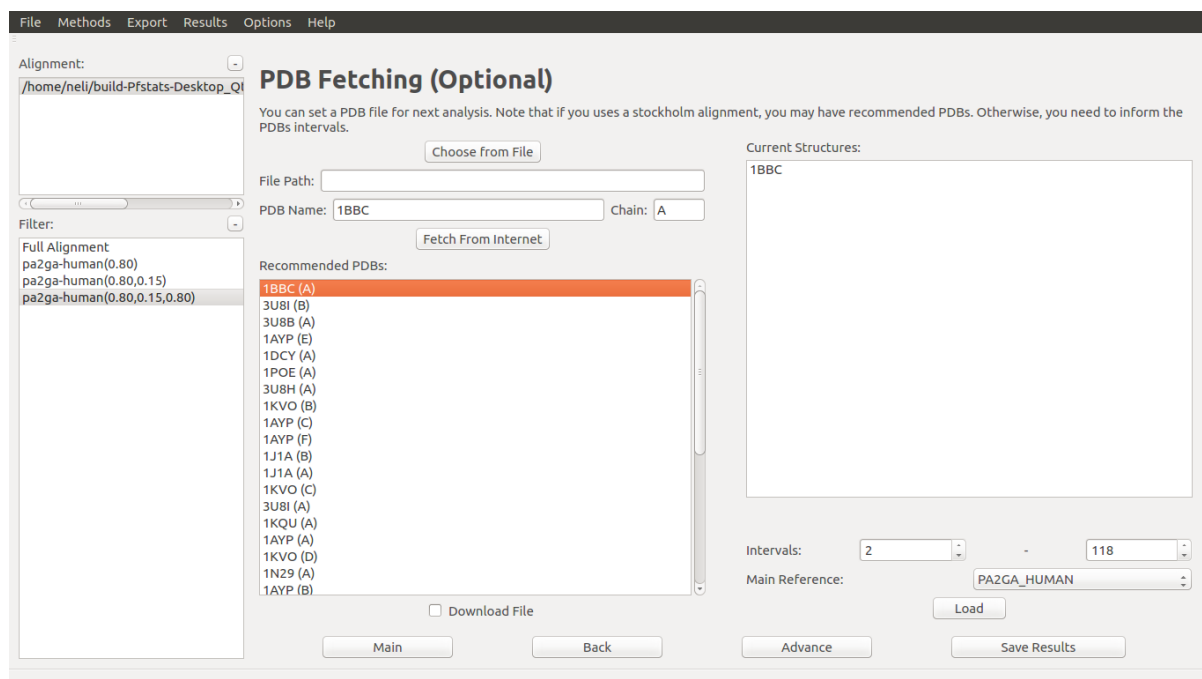 File Methods Export Results Options Help
Alignment:
-
/home/neli/build-Pfstats-Desktop_Q
Filter:
-
Full Alignment
pa2ga-human(0.80)
pa2ga-human(0.80,0.15)
pa2ga-human(0.80,0.15,0.80)
PDB Fetching (Optional)
You can set a PDB file for next analysis. Note that if you uses a stockholm alignment, you may have recommended PDBs. Otherwise, you need to inform the
PDBs intervals.
Choose from File
File Path:
PDB Name: 1BBC Chain: A
Fetch From Internet
Recommended PDBs:
1BBC (A)
3U8I (B)
3U8B (A)
1AYP (E)
1DCY (A)
1POE (A)
3U8H (A)
1KVO (B)
1AYP (C)
1AYP (F)
1J1A (B)
1J1A (A)
1KVO (C)
3U8I (A)
1KQU (A)
1AYP (A)
1KVO (D)
1N29 (A)
1AYP (B)
Download File
Current Structures:
1BBC
Intervals: 2 - 118
Main Reference: PA2GA_HUMAN
Load
Main Back Advance Save Results